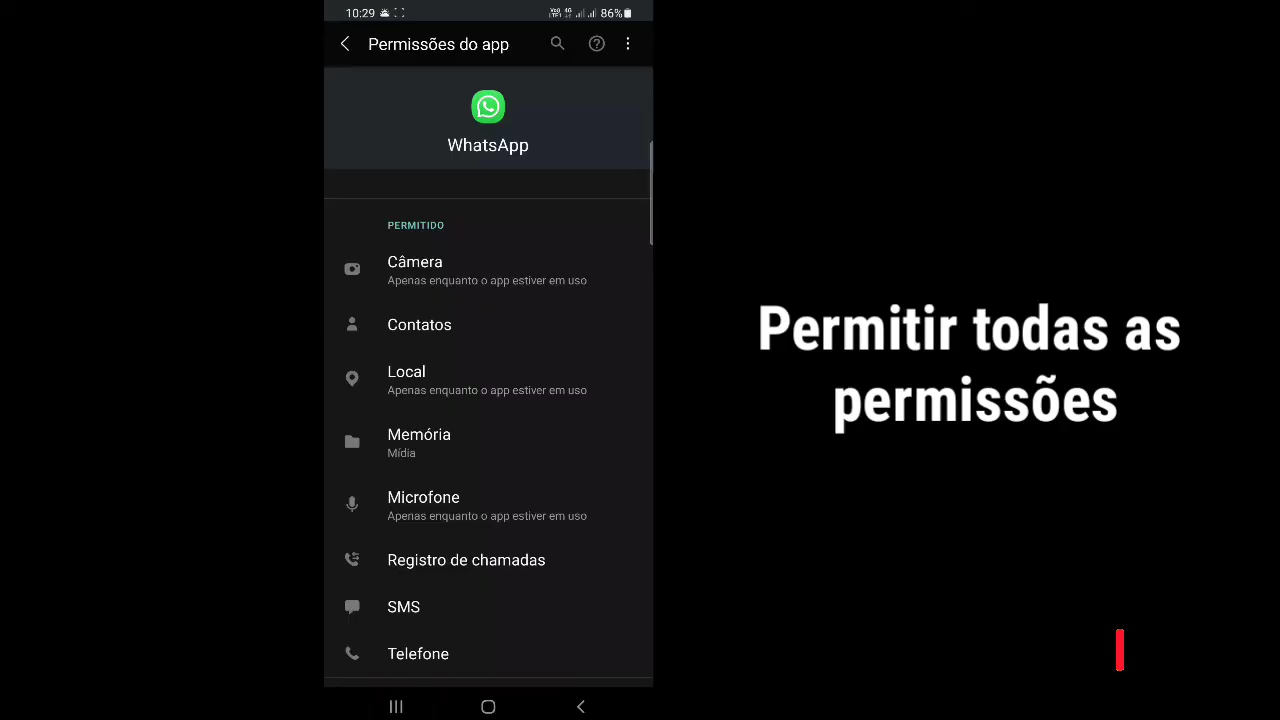 10:29
86%
Permissões do app
WhatsApp
PERMITIDO
Câmera
Apenas enquanto o app estiver em uso
Contatos
Local
Apenas enquanto o app estiver em uso
Memória
Mídia
Microfone
Apenas enquanto o app estiver em uso
Registro de chamadas
SMS
Telefone
Permitir todas as
permissões